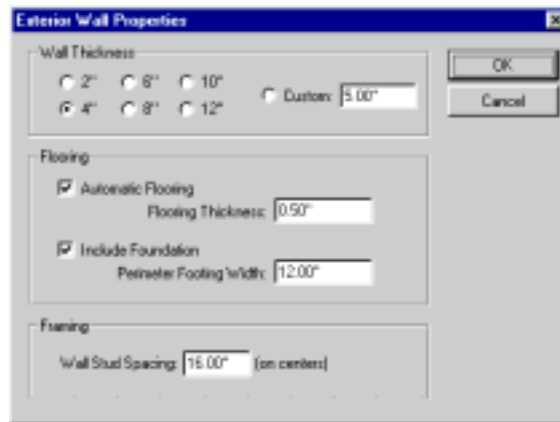 Exterior Wall Properties
Wall Thickness
2" 6" 10"
4" 8" 12"
Custom: 5.00"
OK
Cancel
Flooring
Automatic Flooring
Flooring Thickness: 0.50"
Include Foundation
Perimeter Footing Width: 12.00"
Framing
Wall Stud Spacing: 16.00" (on centers)